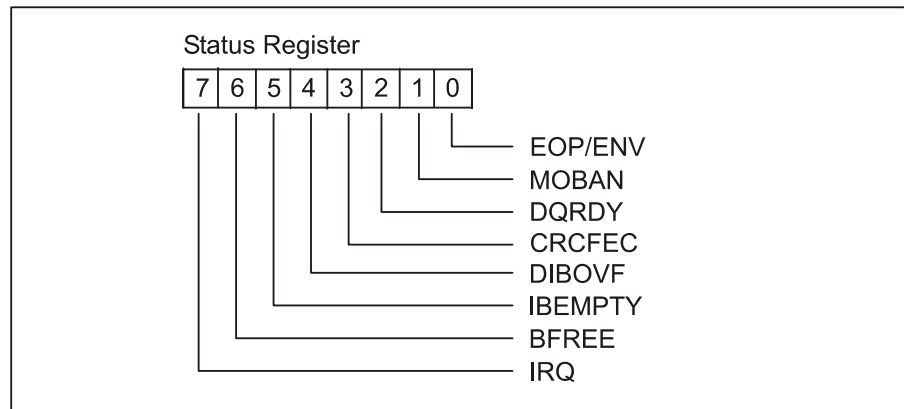 Status Register
7 6 5 4 3 2 1 0
EOP/ENV
MOBAN
DQRDY
CRCFEC
DIBOVF
IBEMPTY
BFREE
IRQ